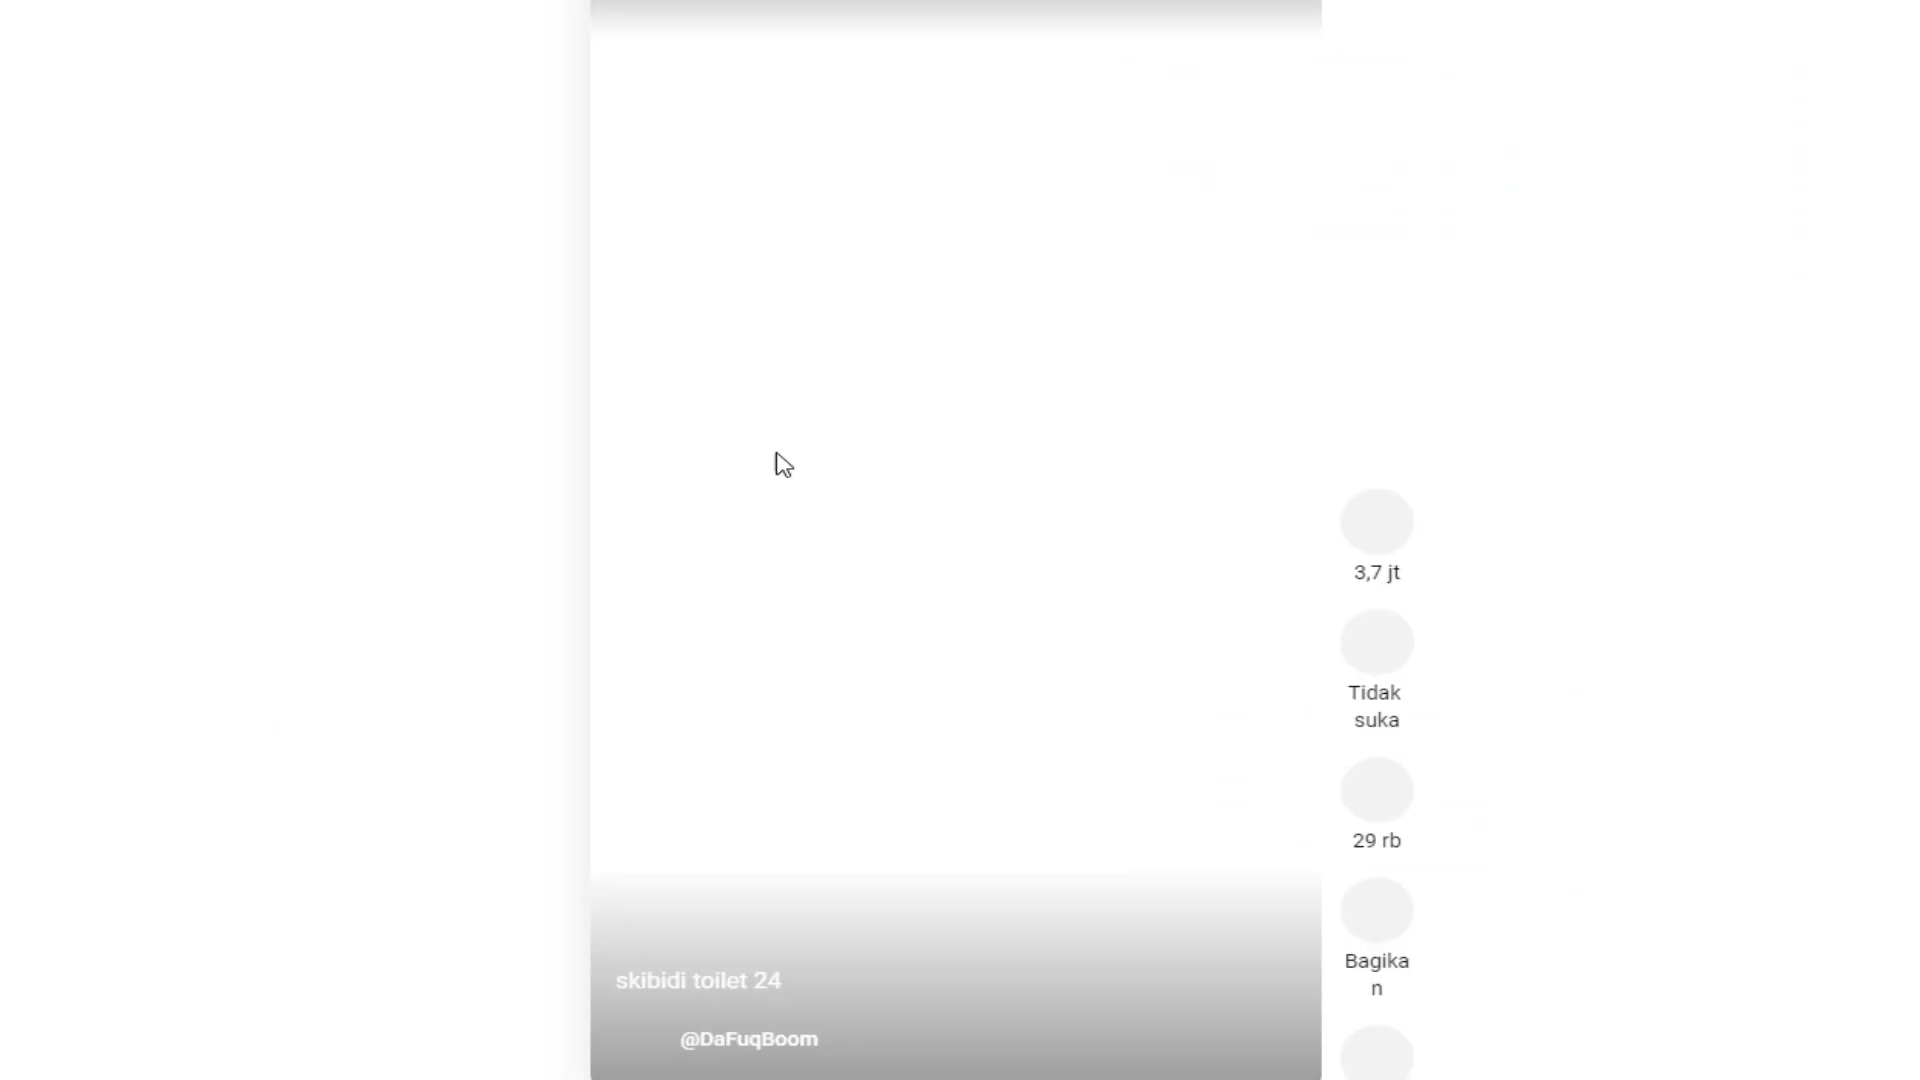 3,7 jt
Tidak
suka
29 rb
Bagika
n
skibidi toilet 24
@DaFuqBoom